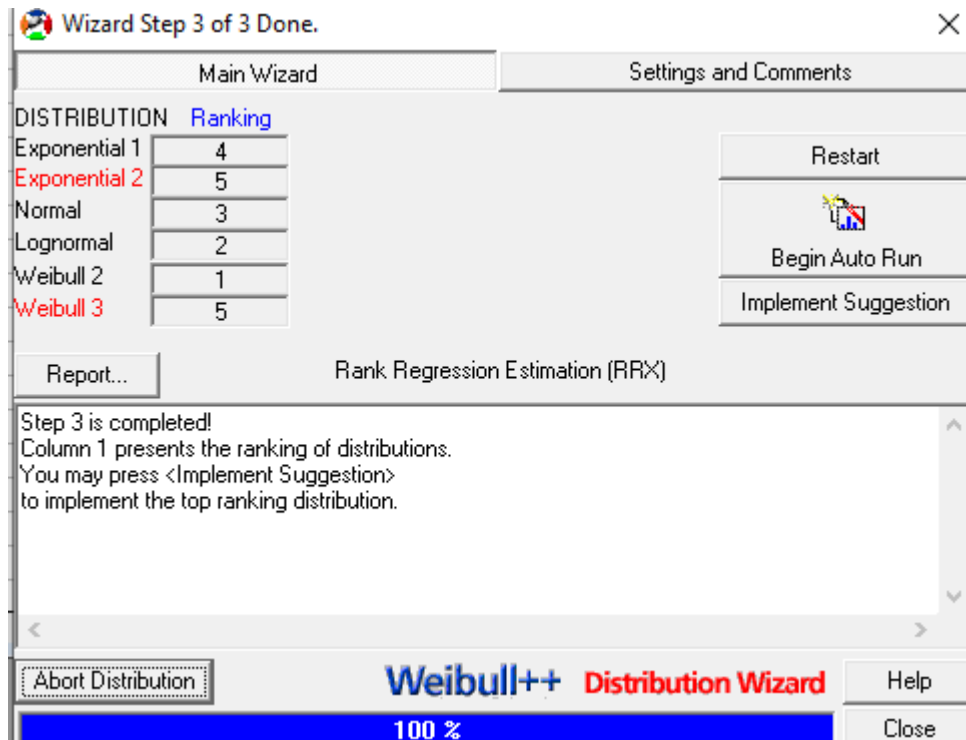 Wizard Step 3 of 3 Done.
Main Wizard Settings and Comments
DISTRIBUTION Ranking
Exponential 1 4
Exponential 2 5
Normal 3
Lognormal 2
Weibull 2 1
Weibull 3 5
Restart
Begin Auto Run
Implement Suggestion
Report... Rank Regression Estimation (RRX)
Step 3 is completed!
Column 1 presents the ranking of distributions.
You may press <Implement Suggestion>
to implement the top ranking distribution.
Abort Distribution Weibull++ Distribution Wizard Help
100 % Close